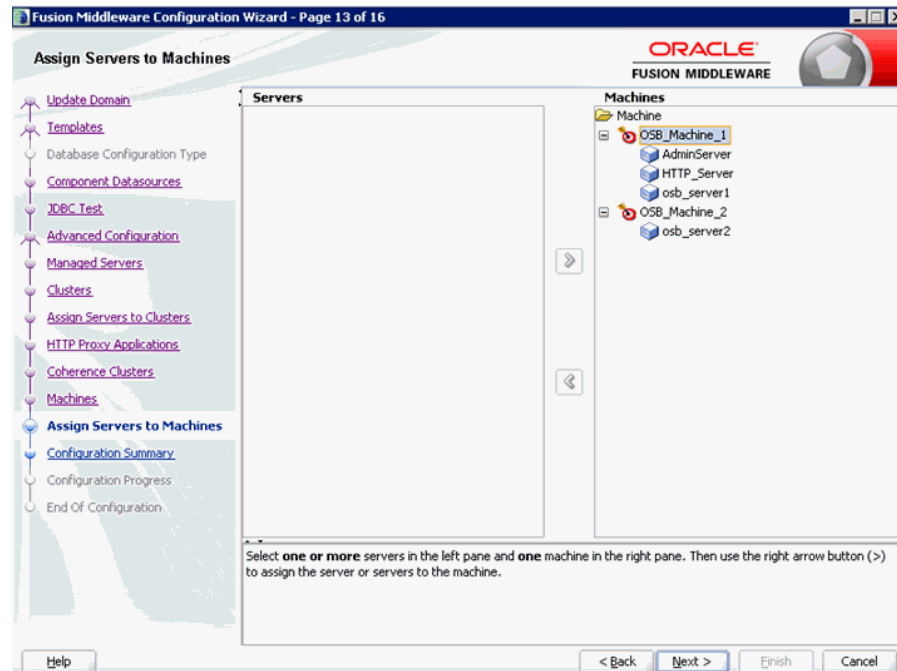 Fusion Middleware Configuration Wizard - Page 13 of 16
Assign Servers to Machines
ORACLE
FUSION MIDDLEWARE
Update Domain
Templates
Database Configuration Type
Component Datasources
JDBC Test
Advanced Configuration
Managed Servers
Clusters
Assign Servers to Clusters
HTTP Proxy Applications
Coherence Clusters
Machines
Assign Servers to Machines
Configuration Summary
Configuration Progress
End Of Configuration
Servers
Machines
Machine
OSB_Machine_1
AdminServer
HTTP_Server
osb_server1
OSB_Machine_2
osb_server2
Select one or more servers in the left pane and one machine in the right pane. Then use the right arrow button (>)
to assign the server or servers to the machine.
Help
< Back
Next >
Finish
Cancel